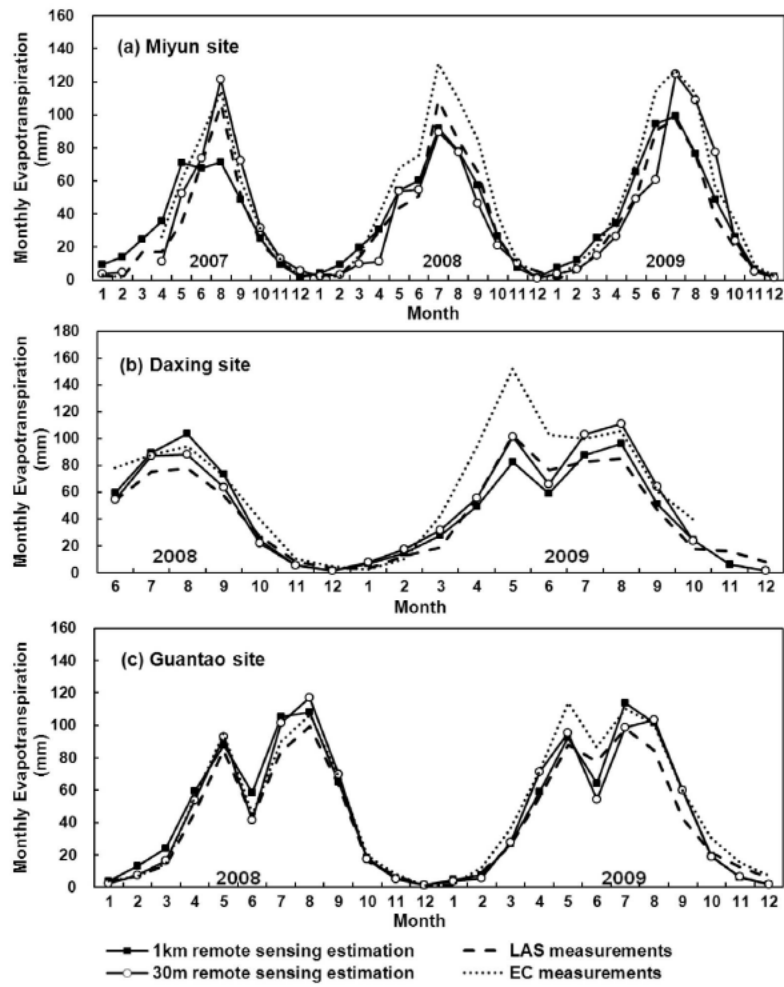 160
(a) Miyun site
140
120
100
80
60
40
20
0
Monthly Evapotranspiration
(mm)
2007 2008 2009
1 2 3 4 5 6 8 9 10 11 12 1 2 3 4 5 6 7 8 9 10 11 12 1 2 3 4 5 6 7 8 9 10 11 12
Month
180
160
(b) Daxing site
140
120
100
80
60
40
20
0
Monthly Evapotranspiration
(mm)
2008 2009
6 7 8 9 10 11 12 1 2 3 4 5 6 7 8 9 10 11 12
Month
160
140
(c) Guantao site
120
100
80
60
40
20
0
Monthly Evapotranspiration
(mm)
2008 2009
1 2 3 4 5 6 7 8 9 10 11 12 1 2 3 4 5 6 7 8 9 10 11 12
Month
1km remote sensing estimation LAS measurements
30m remote sensing estimation EC measurements